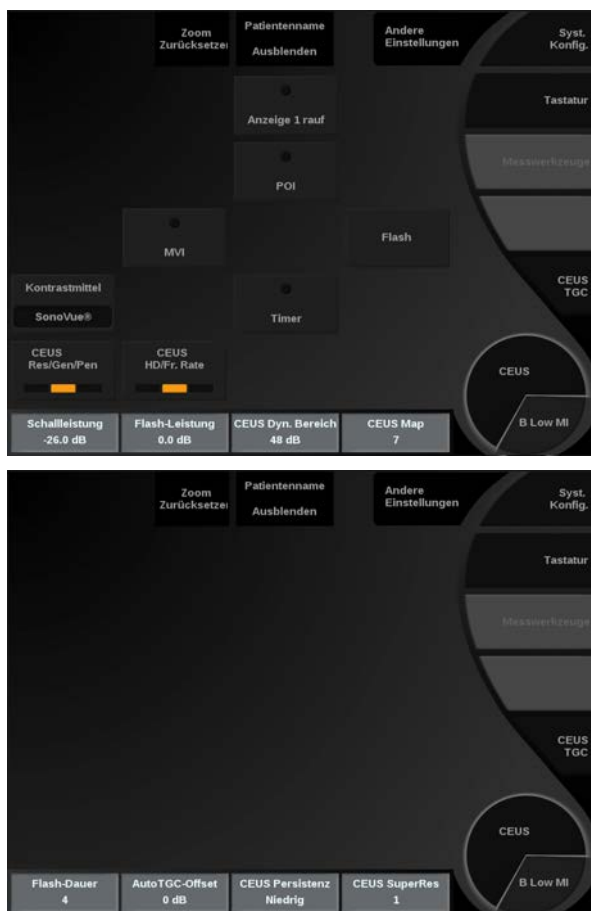 Zoom
Zurücksetzen
Patientenname
Ausblenden
Andere
Einstellungen
Syst.
Konfig.
Anzeige 1 rauf
Tastatur
POI
Messwerkzeuge
MVI
Flash
Kontrastmittel
SonoVue®
Timer
CEUS
TGC
CEUS
Res/Gen/Pen
CEUS
HD/Fr. Rate
CEUS
B Low MI
Schallleistung
-26.0 dB
Flash-Leistung
0.0 dB
CEUS Dyn. Bereich
48 dB
CEUS Map
7
Zoom
Zurücksetzen
Patientenname
Ausblenden
Andere
Einstellungen
Syst.
Konfig.
Tastatur
Messwerkzeuge
CEUS
TGC
CEUS
B Low MI
Flash-Dauer
4
AutoTGC-Offset
0 dB
CEUS Persistenz
Niedrig
CEUS SuperRes
1